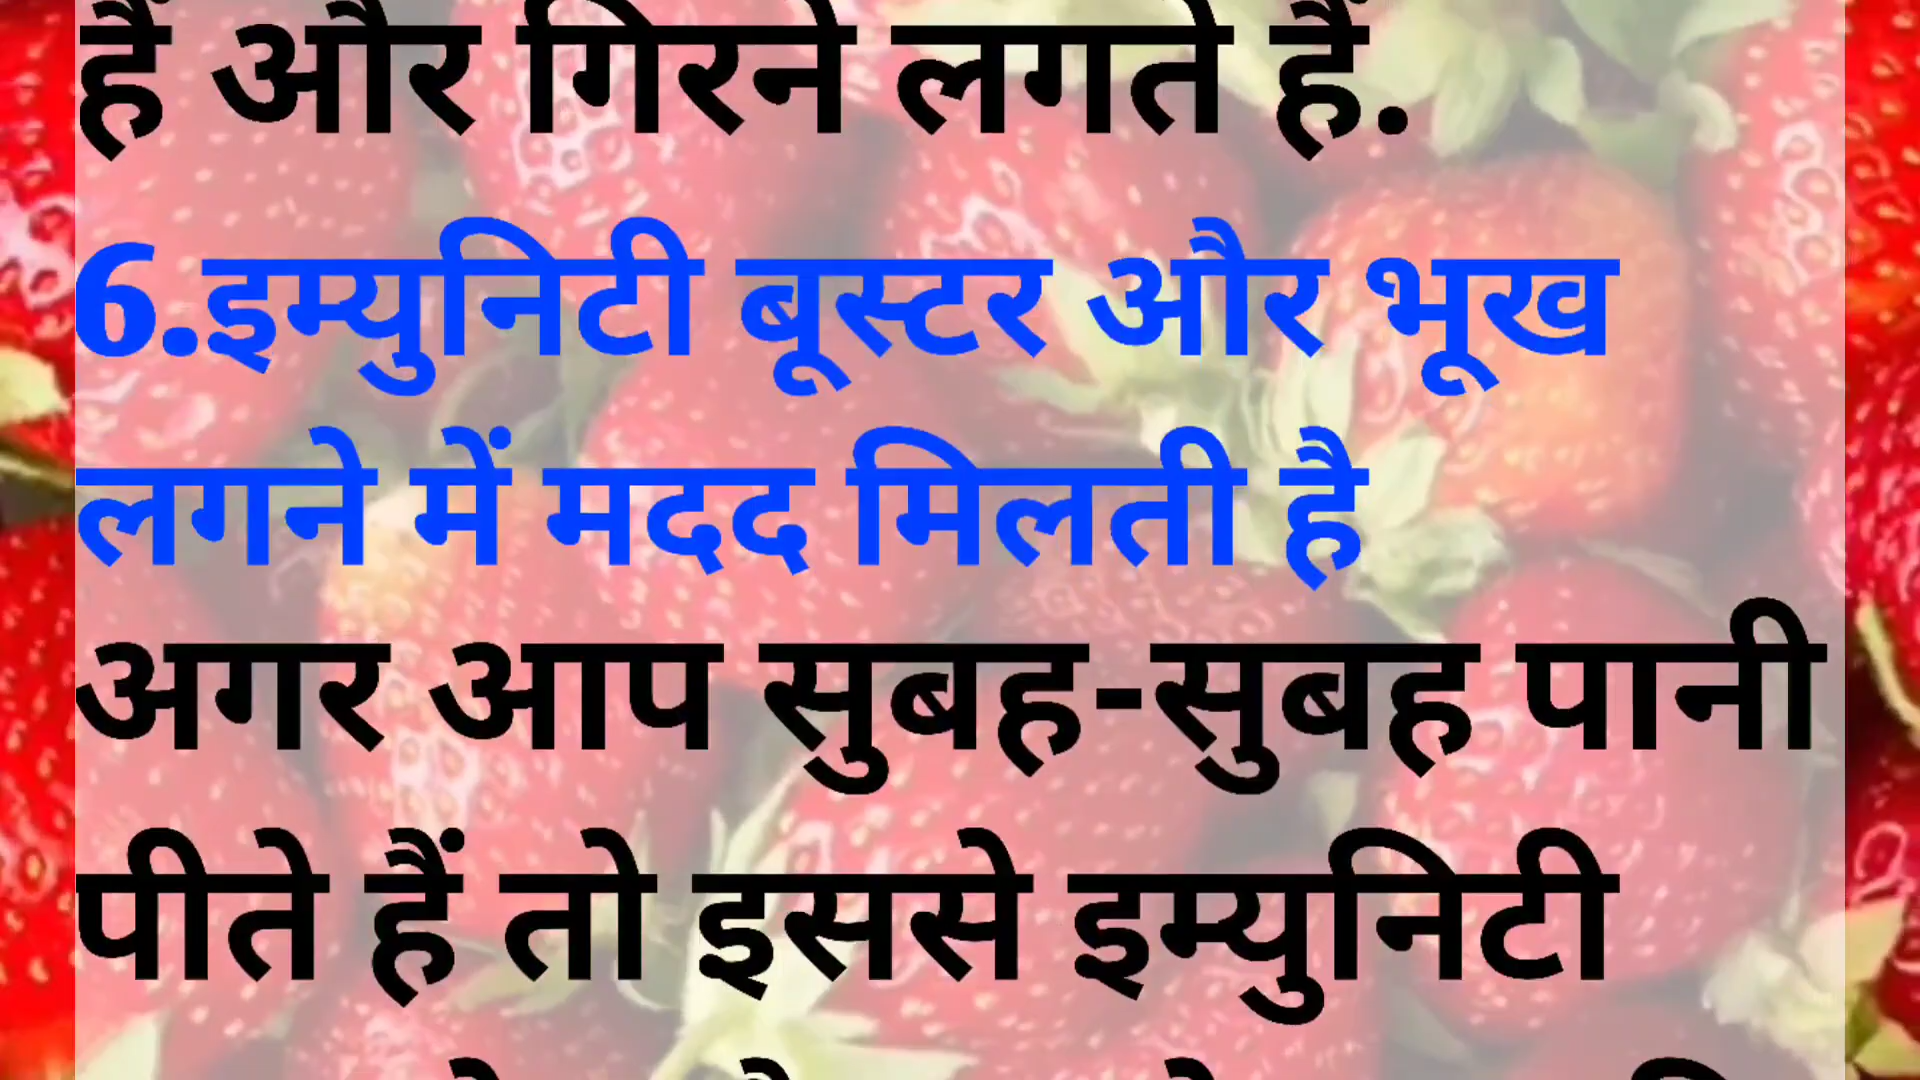 हैं और गिरने लगते हैं.
6.इम्युनिटी बूस्टर और भूख
लगने में मदद मिलती है
अगर आप सुबह-सुबह पानी
पीते हैं तो इससे इम्युनिटी